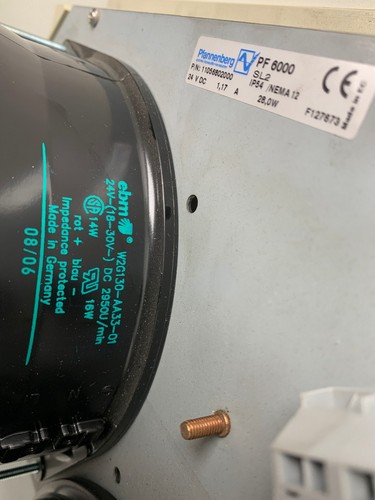 Pfannenberg
PF 6000
SL2
P/N: 11056802000
IP54 /NEMA 12
24 V DC 1,17 A 28,0W
CE
F127673
Made in EC
ebm
W2G130-AA33-01
24V⎓(18-30V⎓) DC 2950U/min
14W 16W
rot + blau -
Impedance protected
Made in Germany
08/06